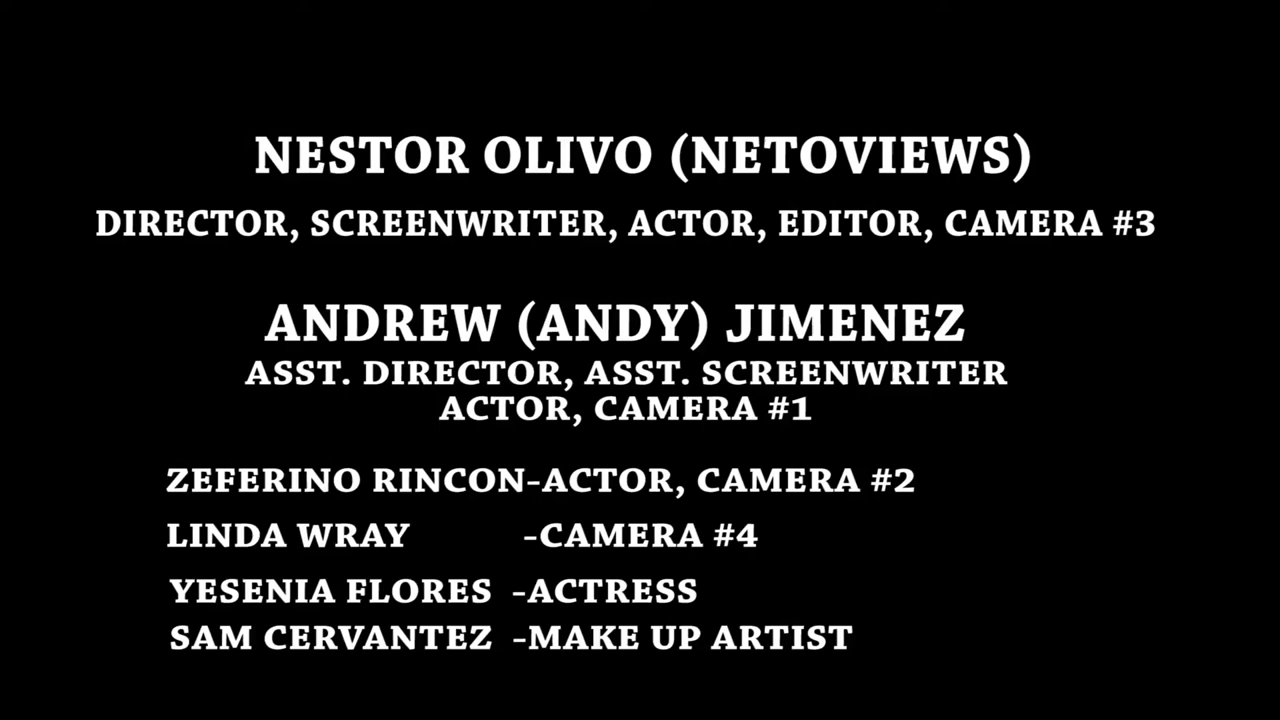 NESTOR OLIVO (NETOVIEWS)
DIRECTOR, SCREENWRITER, ACTOR, EDITOR, CAMERA #3
ANDREW (ANDY) JIMENEZ
ASST. DIRECTOR, ASST. SCREENWRITER
ACTOR, CAMERA #1
ZEFERINO RINCON-ACTOR, CAMERA #2
LINDA WRAY -CAMERA #4
YESENIA FLORES -ACTRESS
SAM CERVANTEZ -MAKE UP ARTIST